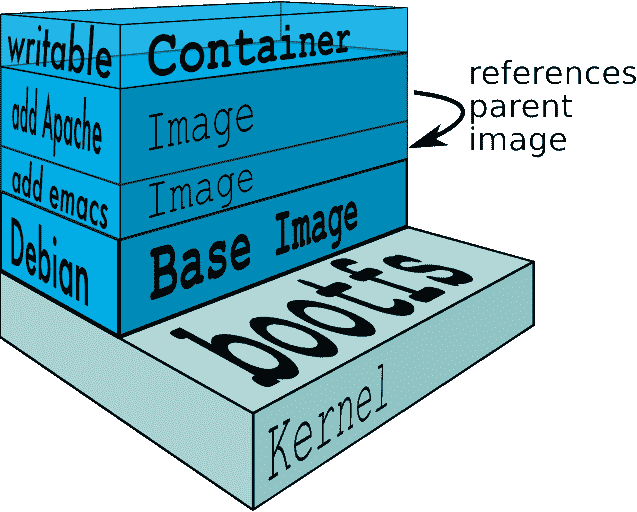 writable Container
add Apache Image
add emacs Image
Debian Base Image
bootfs
Kernel
references
parent
image